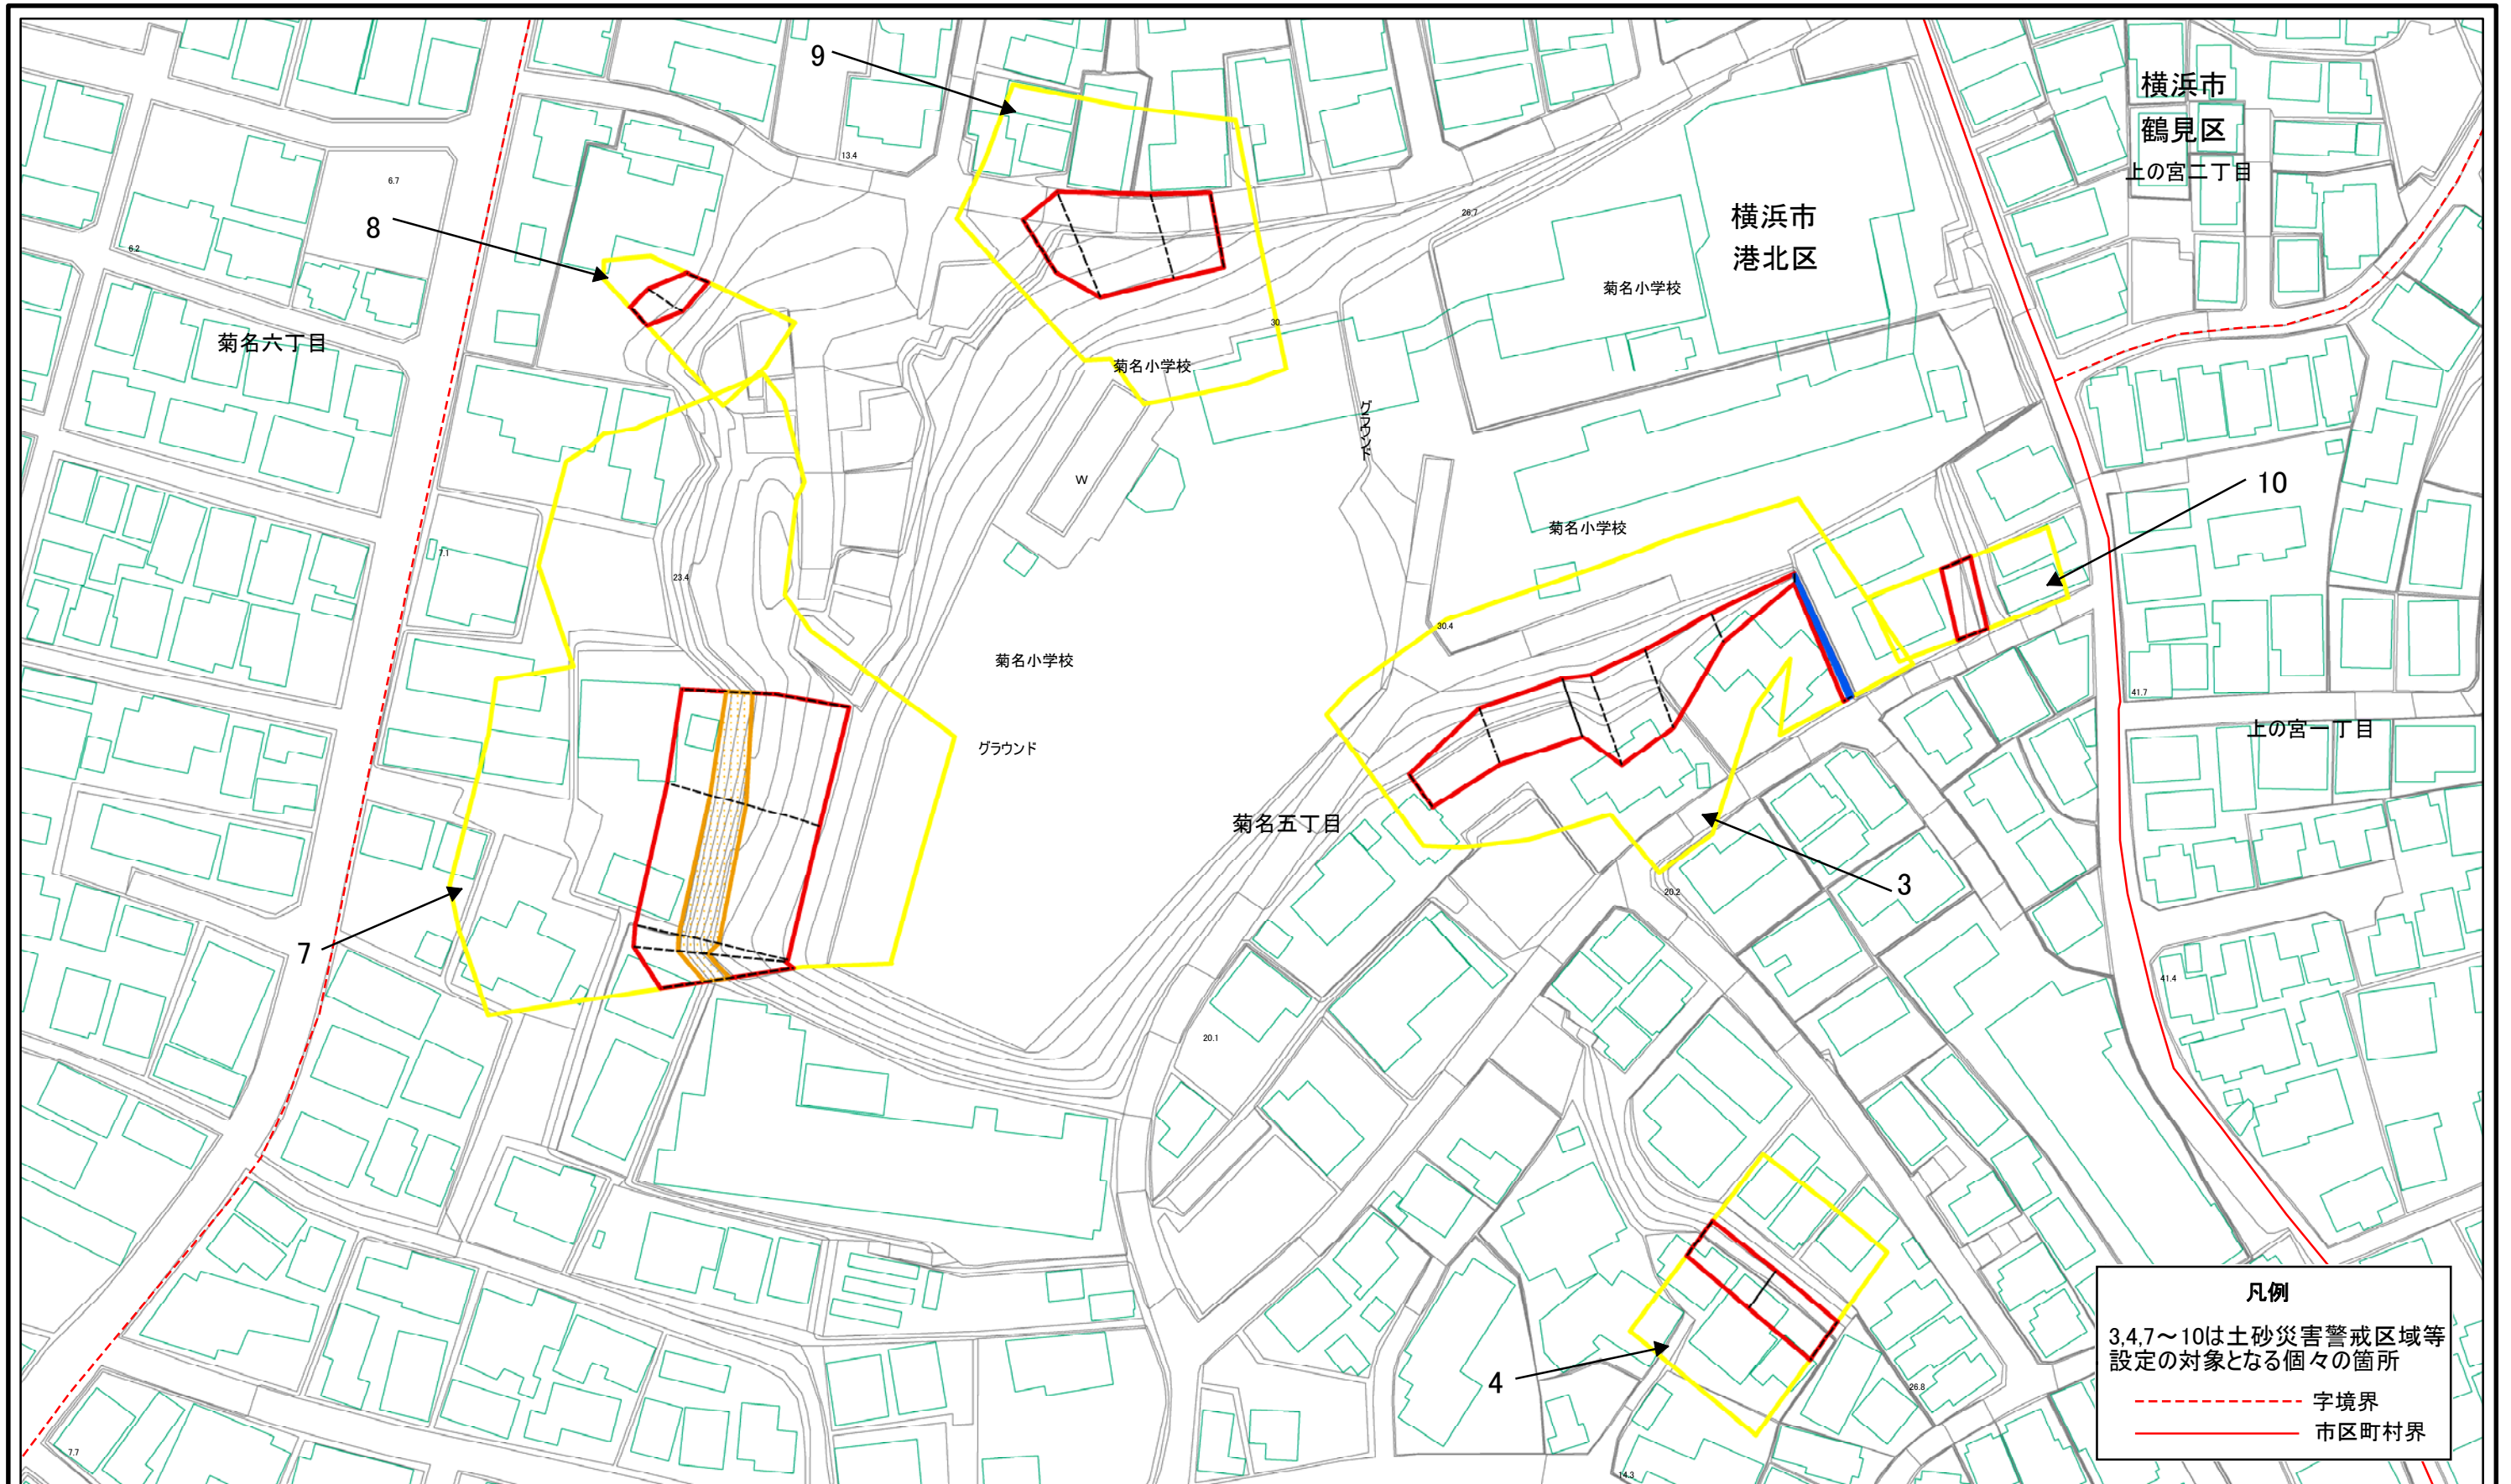 9
横浜市
鶴見区
上の宮二丁目
13.4
6.7
8
6.2
26.7
横浜市
港北区
菊名小学校
30
菊名六丁目
菊名小学校
グラウンド
W
10
菊名小学校
7.1
23.4
30.4
菊名小学校
41.7
上の宮一丁目
グラウンド
菊名五丁目
3
20.2
7
41.4
20.1
4
26.8
14.3
7.7
凡例
3,4,7～10は土砂災害警戒区域等
設定の対象となる個々の箇所
字境界
市区町村界